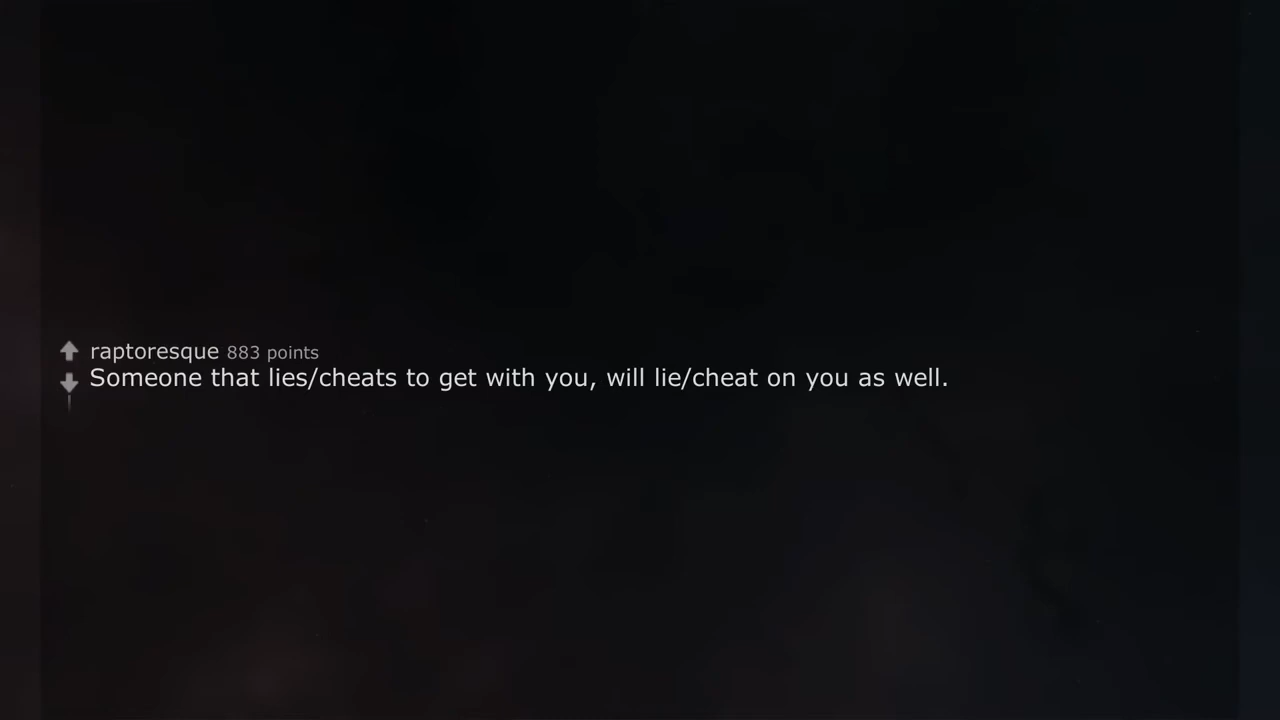 raptoresque 883 points
Someone that lies/cheats to get with you, will lie/cheat on you as well.